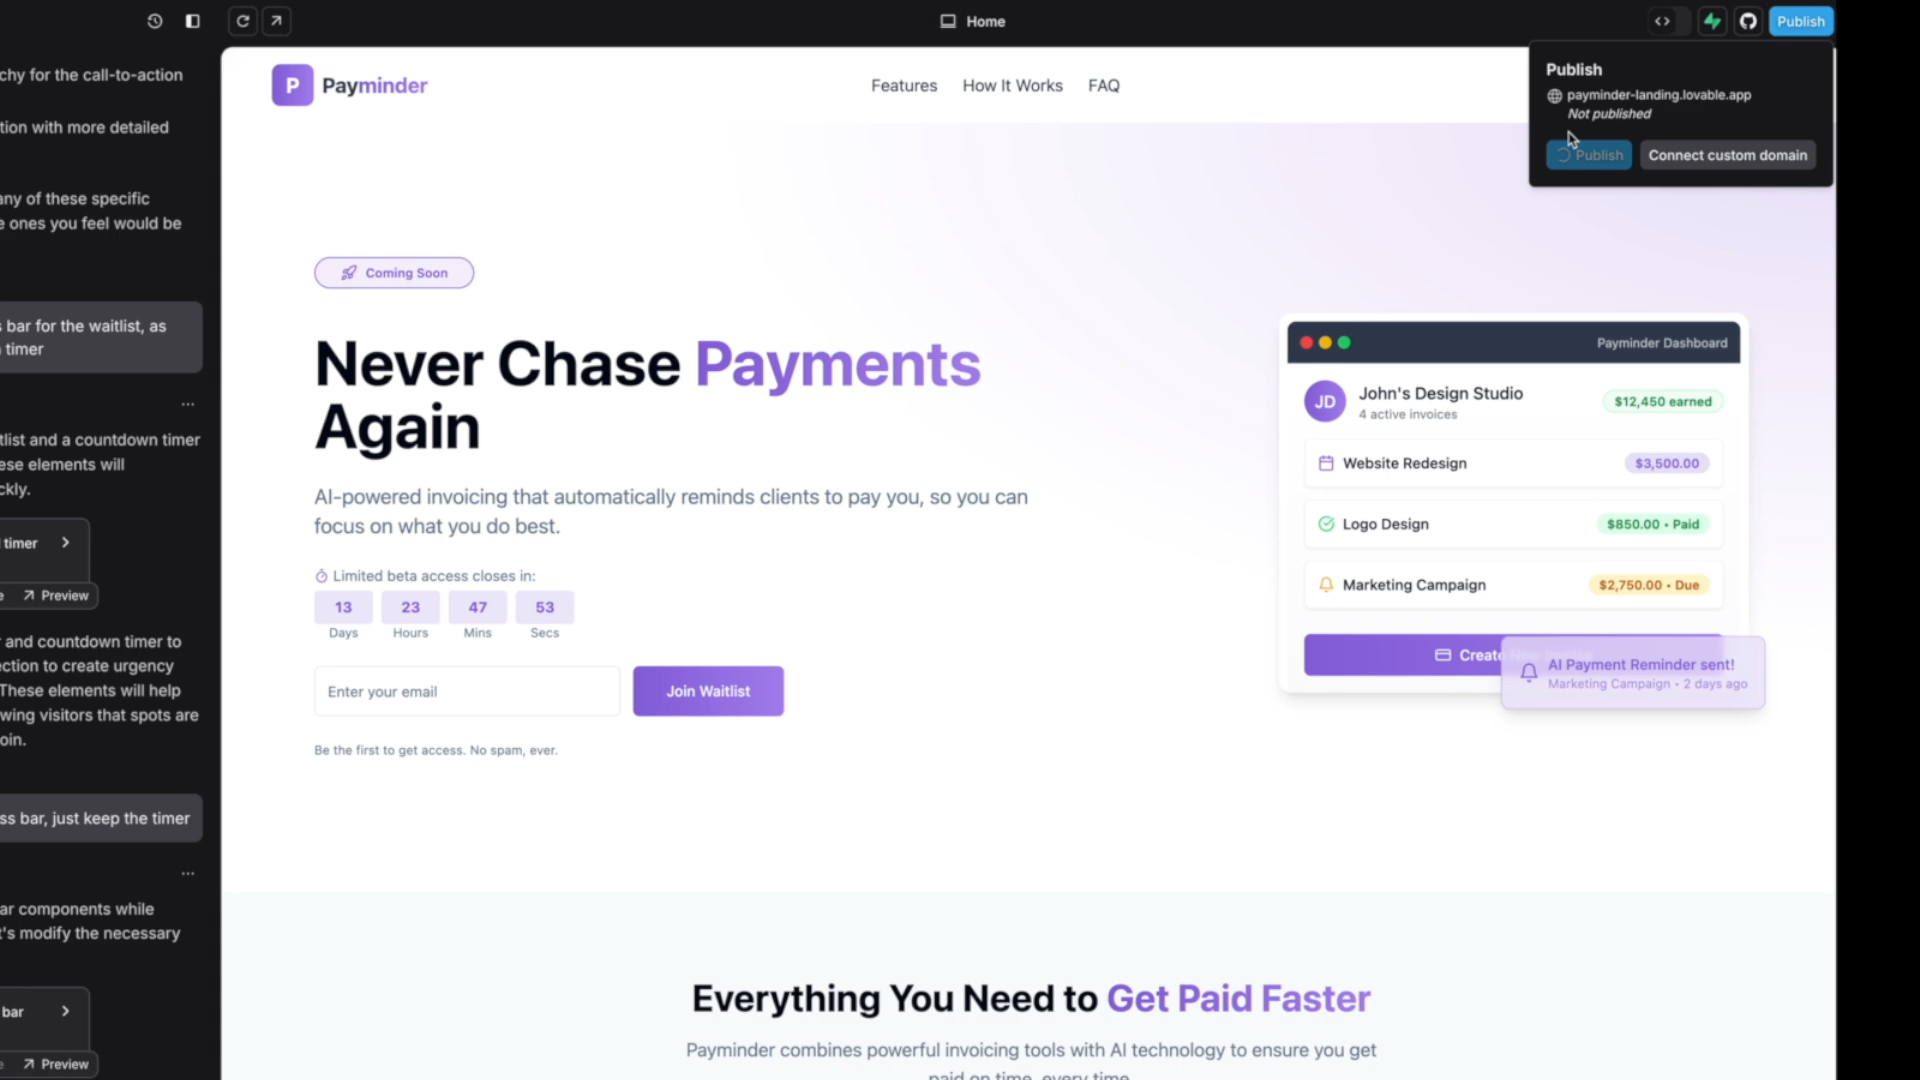 Home
Publish
chy for the call-to-action
tion with more detailed
any of these specific
e ones you feel would be
s bar for the waitlist, as
timer
...
tlist and a countdown timer
ese elements will
ckly.
timer
e Preview
r and countdown timer to
ection to create urgency
These elements will help
wing visitors that spots are
oin.
ss bar, just keep the timer
...
ar components while
t's modify the necessary
bar
e Preview
P Payminder
Features How It Works FAQ
Publish
payminder-landing.lovable.app
Not published
Publish Connect custom domain
Coming Soon
Never Chase Payments
Again
AI-powered invoicing that automatically reminds clients to pay you, so you can
focus on what you do best.
Limited beta access closes in:
13 23 47 53
Days Hours Mins Secs
Enter your email Join Waitlist
Be the first to get access. No spam, ever.
Payminder Dashboard
JD John's Design Studio $12,450 earned
4 active invoices
Website Redesign $3,500.00
Logo Design $850.00 • Paid
Marketing Campaign $2,750.00 • Due
Create
AI Payment Reminder sent!
Marketing Campaign • 2 days ago
Everything You Need to Get Paid Faster
Payminder combines powerful invoicing tools with AI technology to ensure you get
paid on time, every time.